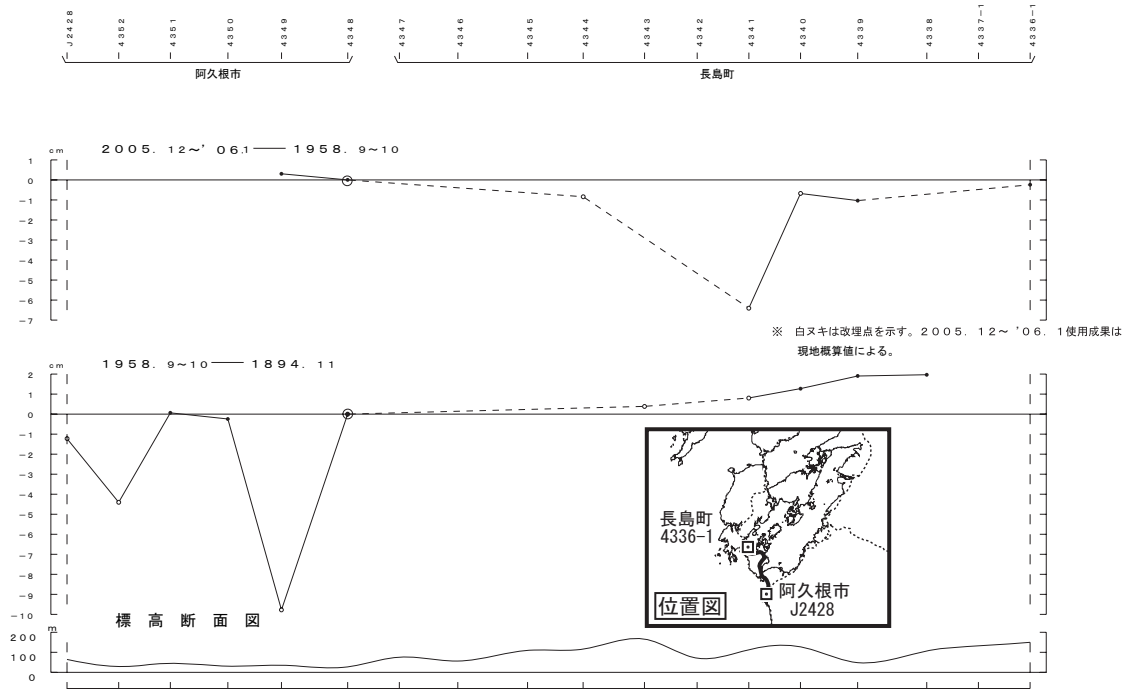 J2428 4352 4351 4350 4349 4348 4347 4346 4345 4344 4343 4342 4341 4340 4339 4338 4337-1 4336-1
阿久根市 長島町
cm
2005. 12〜'06.1 ―― 1958. 9〜10
1
0
-1
-2
-3
-4
-5
-6
-7
※ 白ヌキは改埋点を示す。2005. 12〜 '06. 1使用成果は
現地概算値による。
cm
1958. 9〜10 ―― 1894. 11
2
1
0
-1
-2
-3
-4
-5
-6
-7
-8
-9
-10
長島町
4336-1
阿久根市
J2428
位置図
標高断面図
m
200
100
0